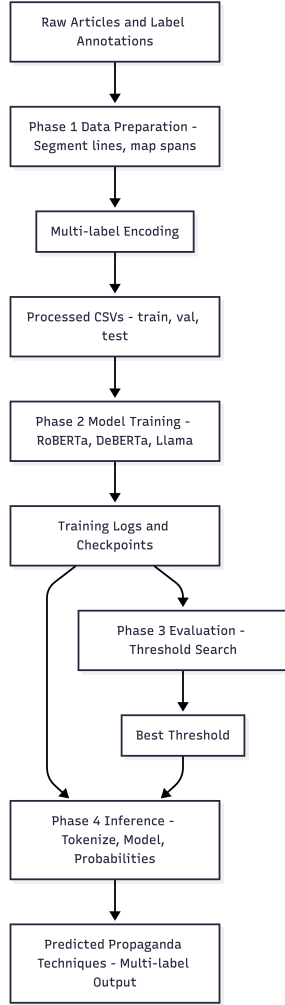 Raw Articles and Label
Annotations
Phase 1 Data Preparation -
Segment lines, map spans
Multi-label Encoding
Processed CSVs - train, val,
test
Phase 2 Model Training -
RoBERTa, DeBERTa, Llama
Training Logs and
Checkpoints
Phase 3 Evaluation -
Threshold Search
Best Threshold
Phase 4 Inference -
Tokenize, Model,
Probabilities
Predicted Propaganda
Techniques - Multi-label
Output